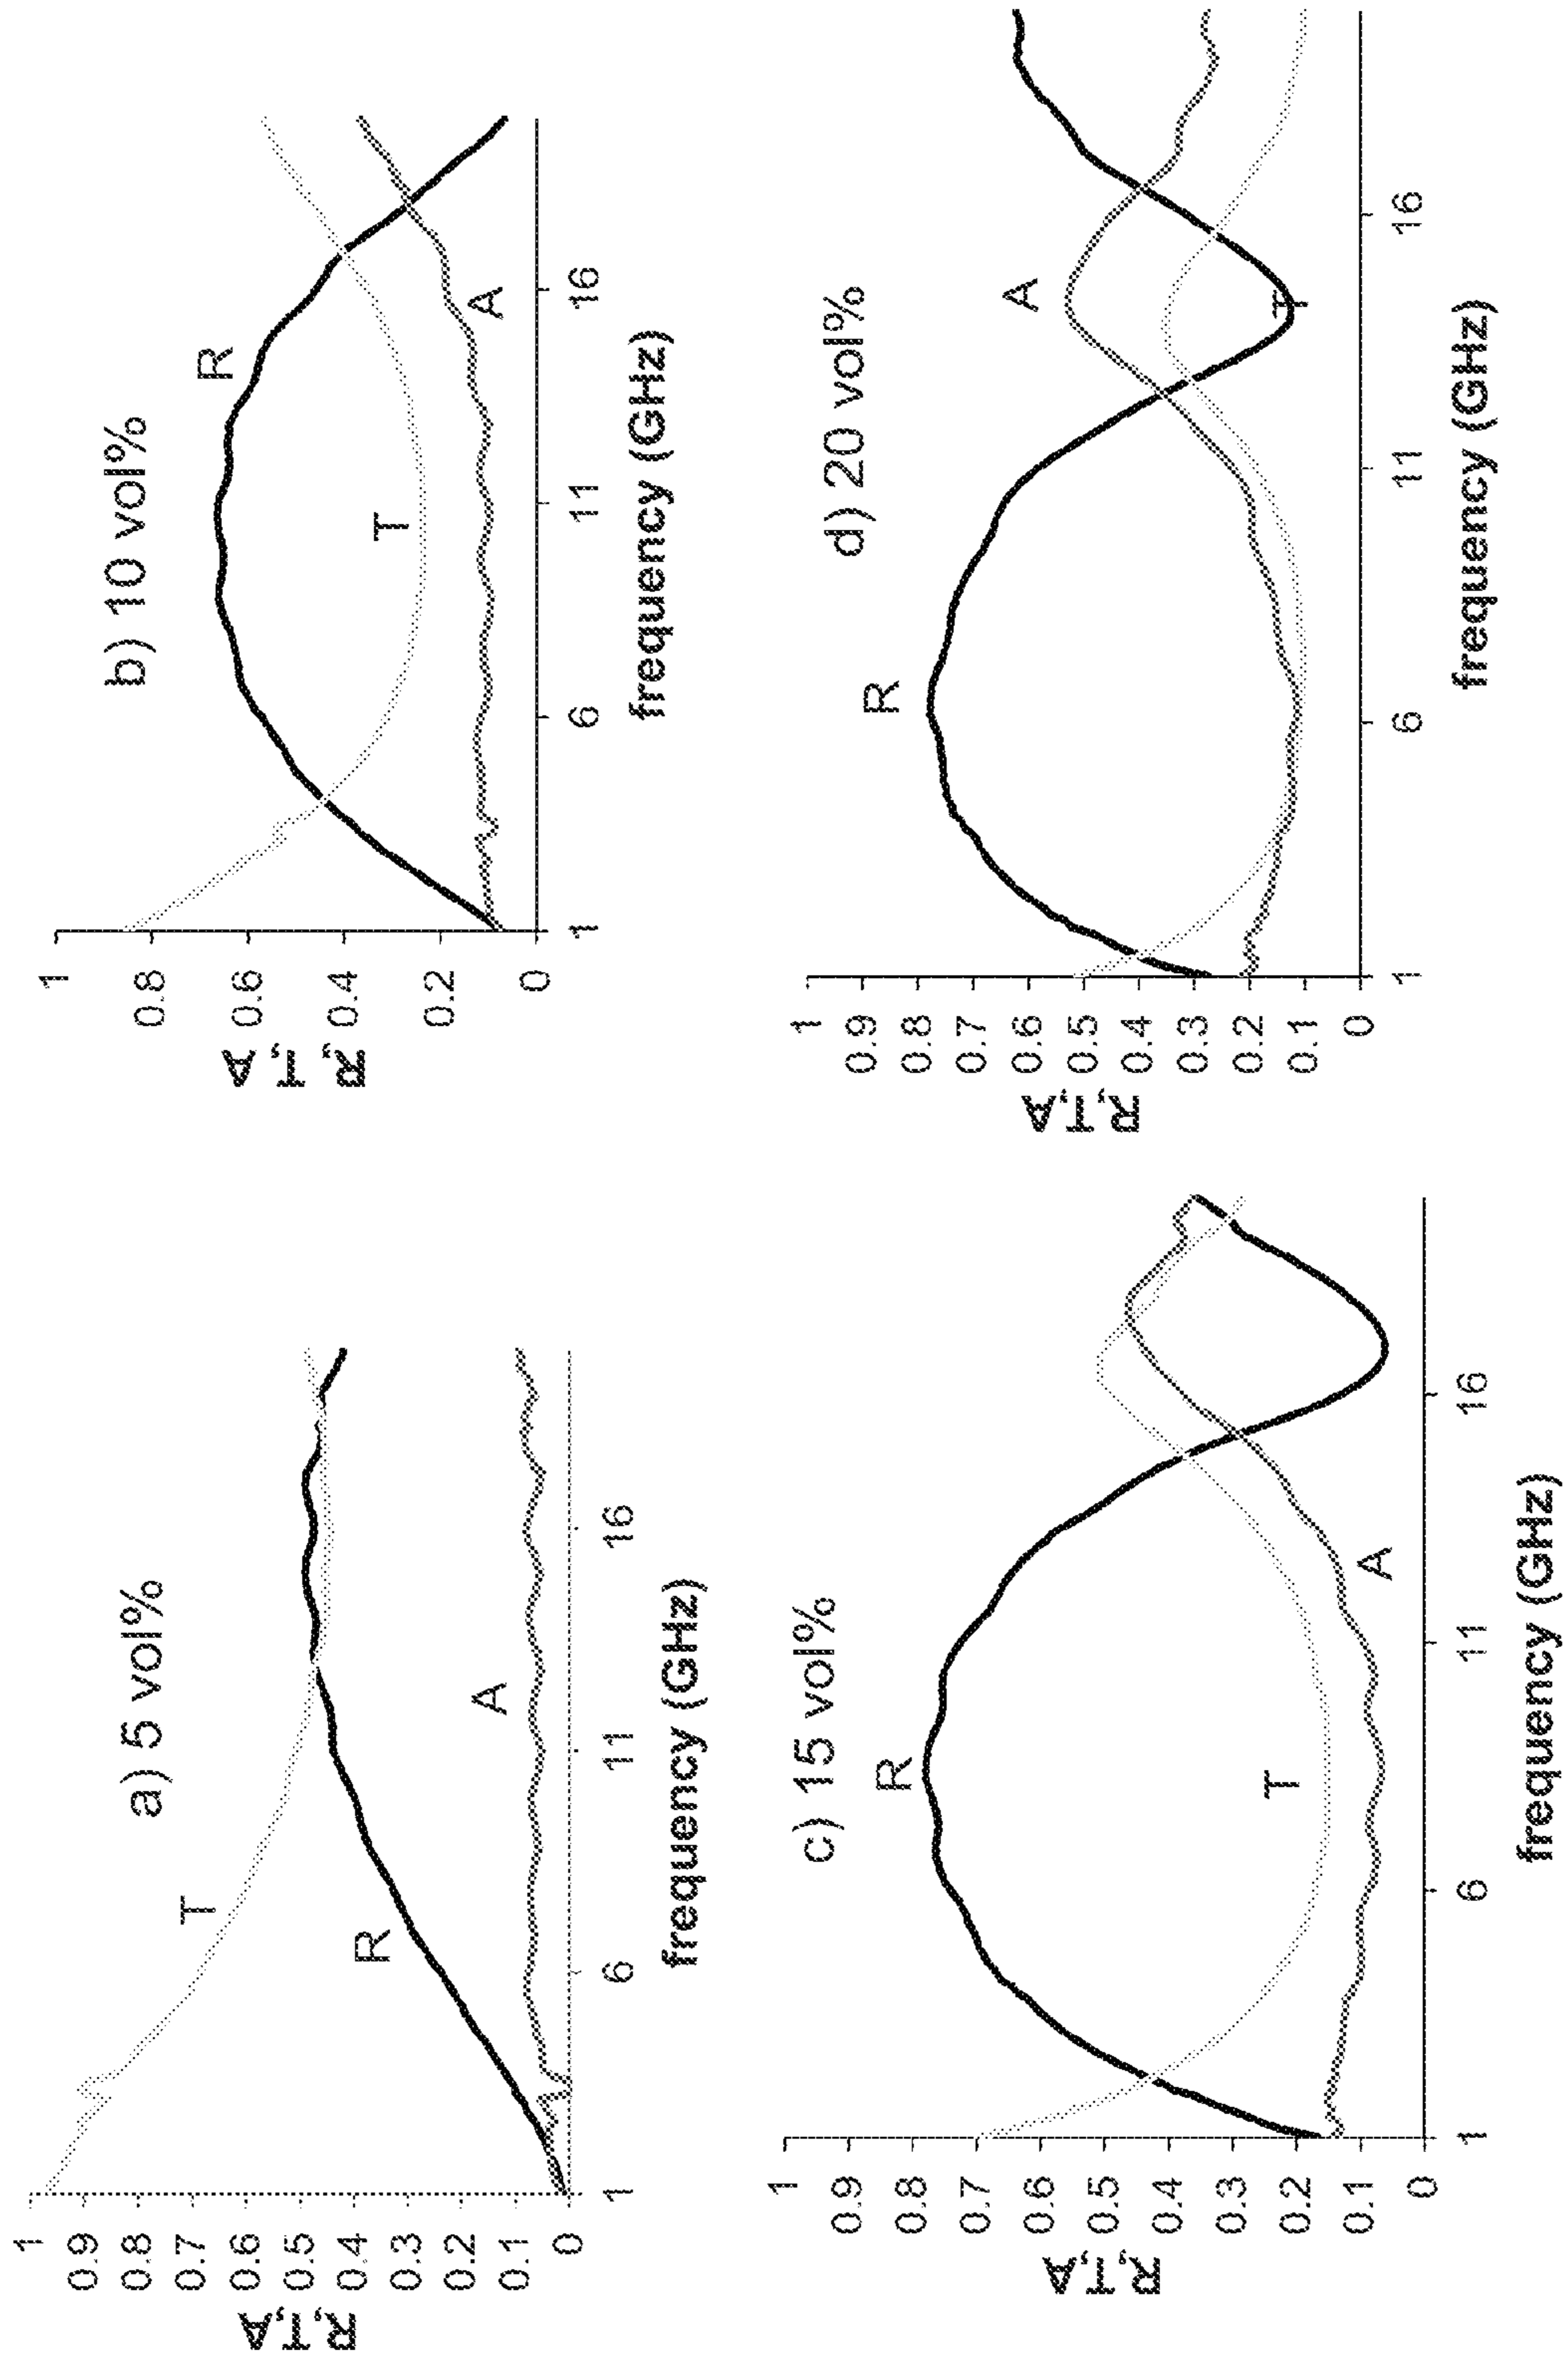 a) 5 vol%
R,T,A
1
0.9
0.8
0.7
0.6
0.5
0.4
0.3
0.2
0.1
0
T
R
A
1
6
11
16
frequency (GHz)
b) 10 vol%
R, T, A
1
0.8
0.6
0.4
0.2
0
R
T
A
1
6
11
16
frequency (GHz)
c) 15 vol%
R,T,A
1
0.9
0.8
0.7
0.6
0.5
0.4
0.3
0.2
0.1
0
R
T
A
1
6
11
16
frequency (GHz)
d) 20 vol%
R,T,A
1
0.9
0.8
0.7
0.6
0.5
0.4
0.3
0.2
0.1
0
R
A
T
1
6
11
16
frequency (GHz)